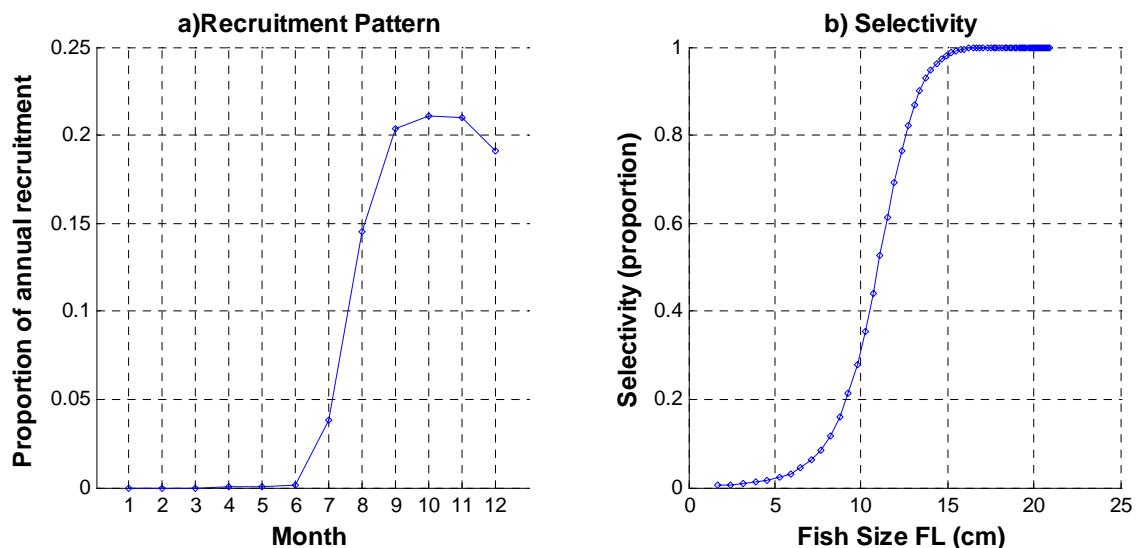 a)Recruitment Pattern
0.25
0.2
0.15
0.1
0.05
0
1 2 3 4 5 6 7 8 9 10 11 12
Month
Proportion of annual recruitment
b) Selectivity
1
0.8
0.6
0.4
0.2
0
0 5 10 15 20 25
Fish Size FL (cm)
Selectivity (proportion)